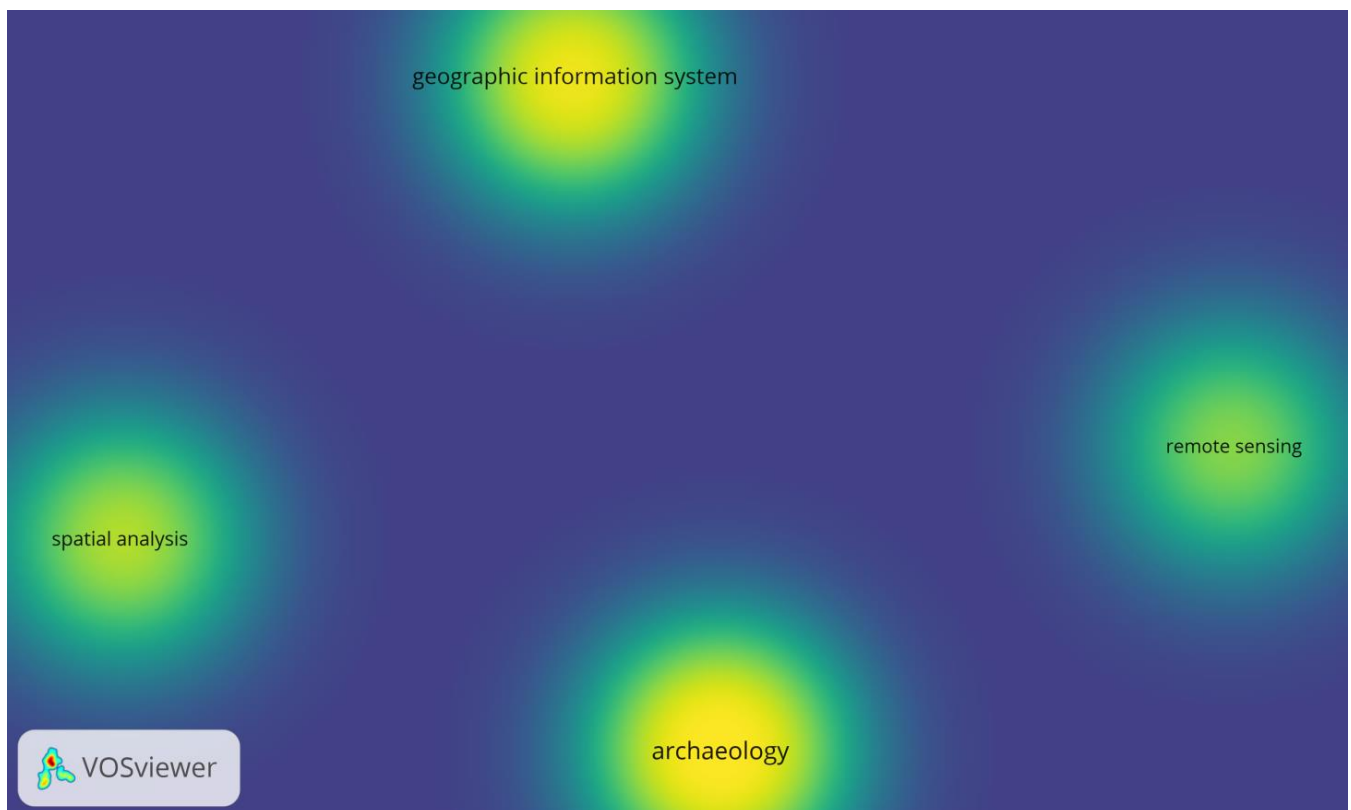 geographic information system
remote sensing
spatial analysis
archaeology
VOSviewer